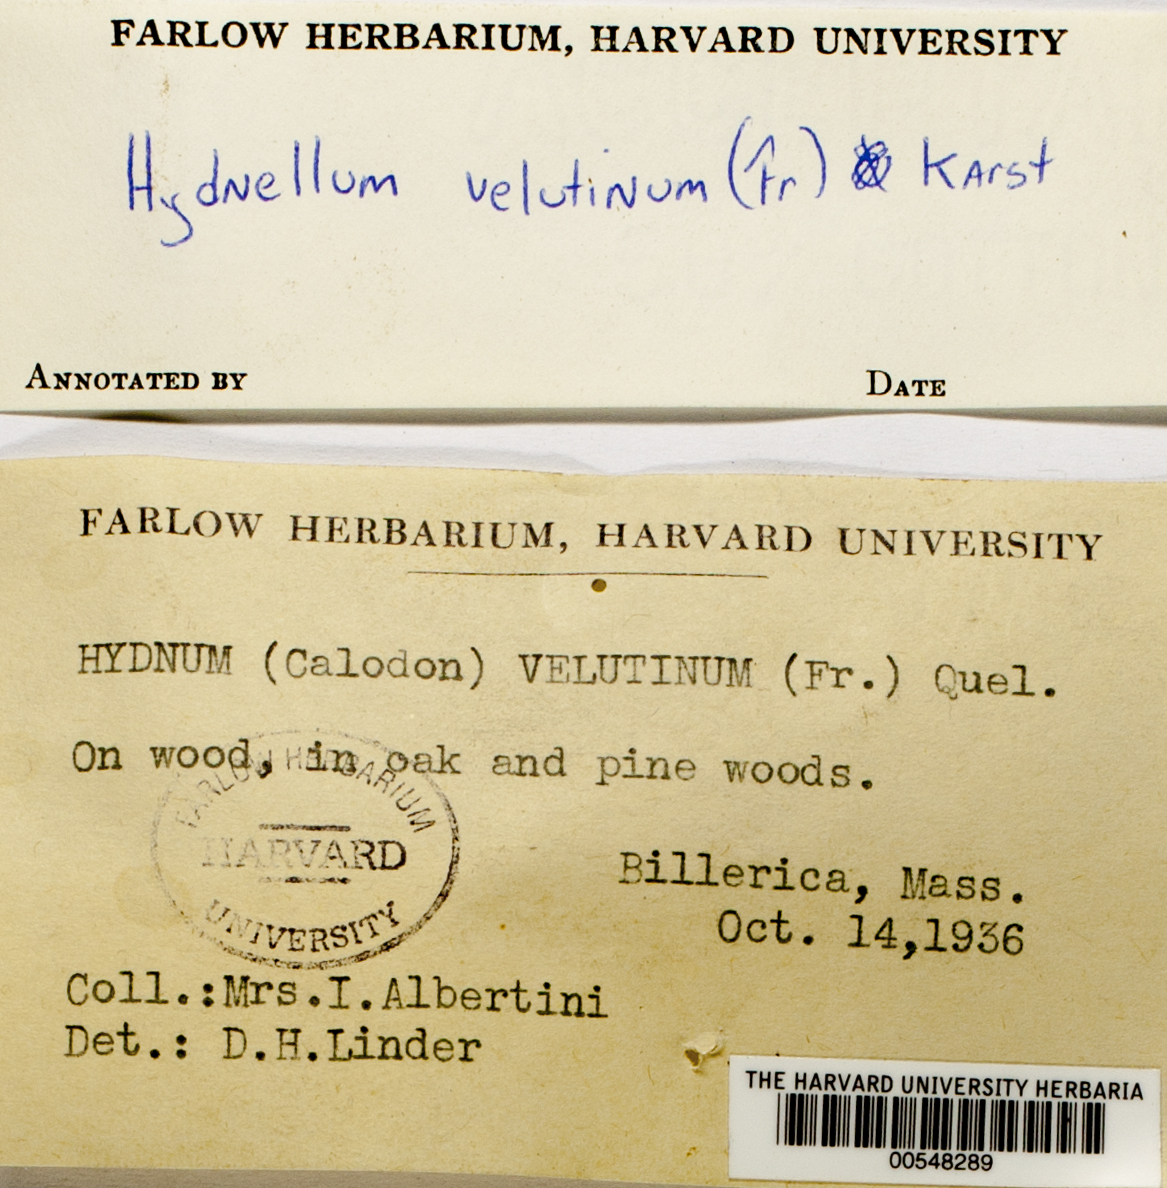 FARLOW HERBARIUM, HARVARD UNIVERSITY
Hydnellum velutinum (Fr) Karst
ANNOTATED BY DATE
FARLOW HERBARIUM, HARVARD UNIVERSITY
HYDNUM (Calodon) VELUTINUM (Fr.) Quel.
On wood, in oak and pine woods.
FARLOW HERBARIUM
HARVARD
UNIVERSITY
Billerica, Mass.
Oct. 14,1936
Coll.:Mrs.I.Albertini
Det.: D.H.Linder
THE HARVARD UNIVERSITY HERBARIA
00548289